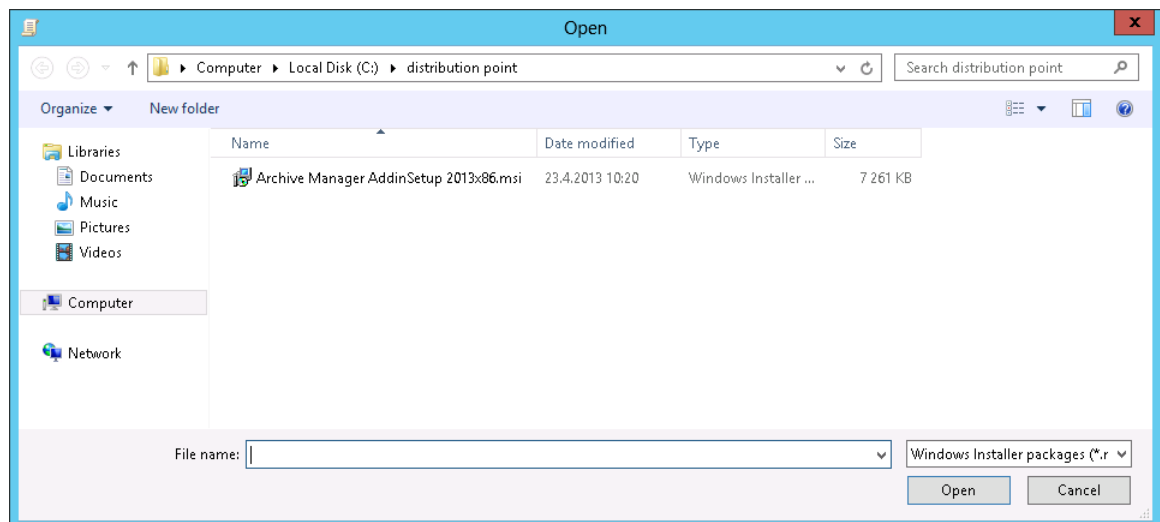 Open
Computer Local Disk (C:) distribution point Search distribution point
Organize New folder
Name Date modified Type Size
Libraries
Archive Manager AddinSetup 2013x86.msi 23.4.2013 10:20 Windows Installer ... 7 261 KB
Documents
Music
Pictures
Videos
Computer
Network
File name: Windows Installer packages (*.r
Open Cancel